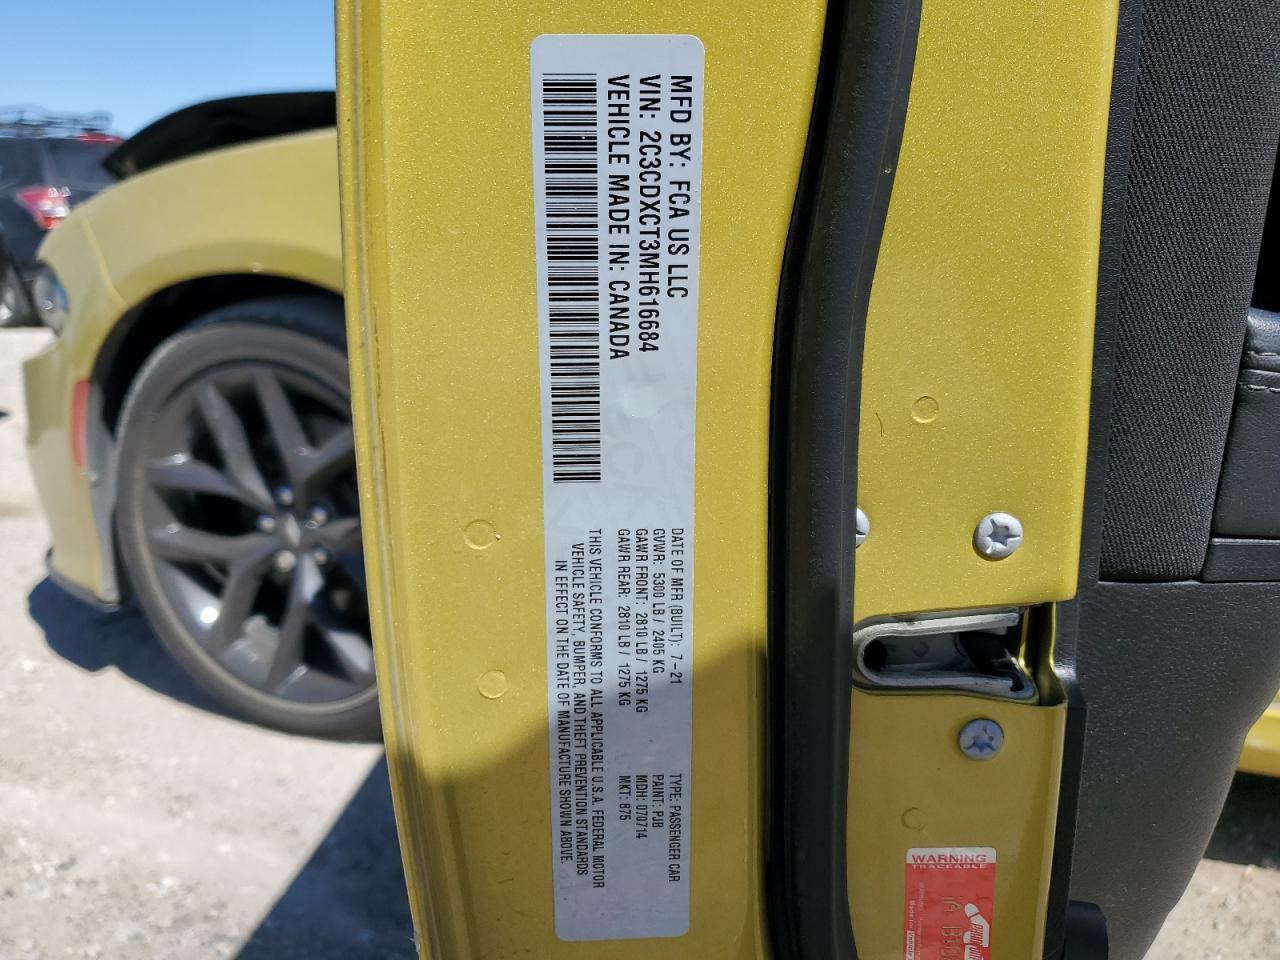 MFD BY: FCA US LLC
VIN: 2C3CDXCT3MH616684
VEHICLE MADE IN: CANADA
DATE OF MFR (BUILT): 7-21
GVWR: 5300 LB / 2405 KG
GAWR FRONT: 2810 LB / 1275 KG
GAWR REAR: 2810 LB / 1275 KG
THIS VEHICLE CONFORMS TO ALL APPLICABLE U.S.A. FEDERAL MOTOR
VEHICLE SAFETY, BUMPER, AND THEFT PREVENTION STANDARDS
IN EFFECT ON THE DATE OF MANUFACTURE SHOWN ABOVE.
TYPE: PASSENGER CAR
PAINT: PJB
MDH: 070714
MKT: 875
WARNING
TRACEABLE